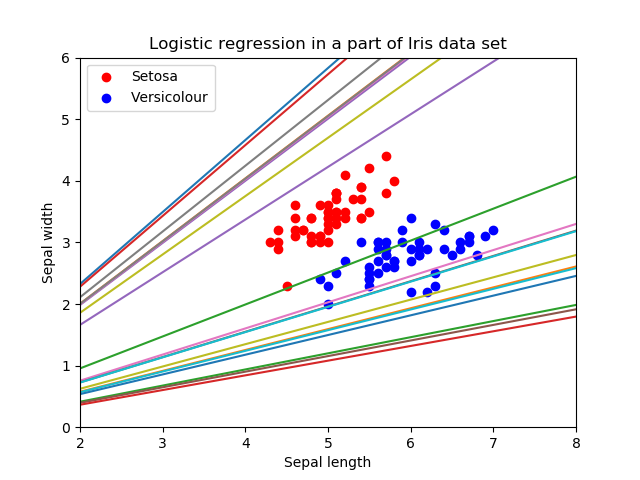 Logistic regression in a part of Iris data set
Setosa
Versicolour
Sepal width
6
5
4
3
2
1
0
2 3 4 5 6 7 8
Sepal length